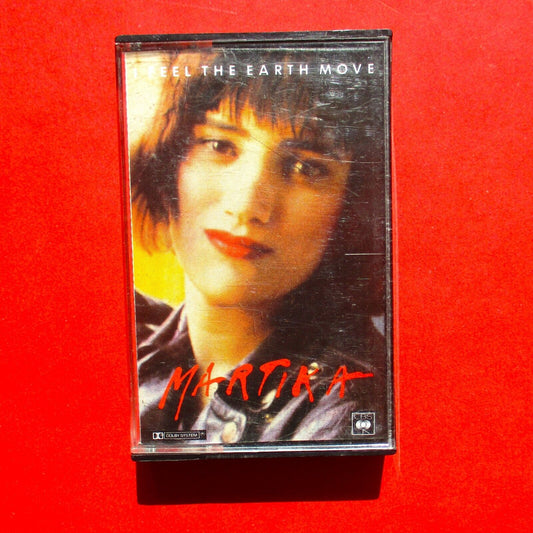 I FEEL THE EARTH MOVE
MARTIKA
DOLBY SYSTEM
CBS